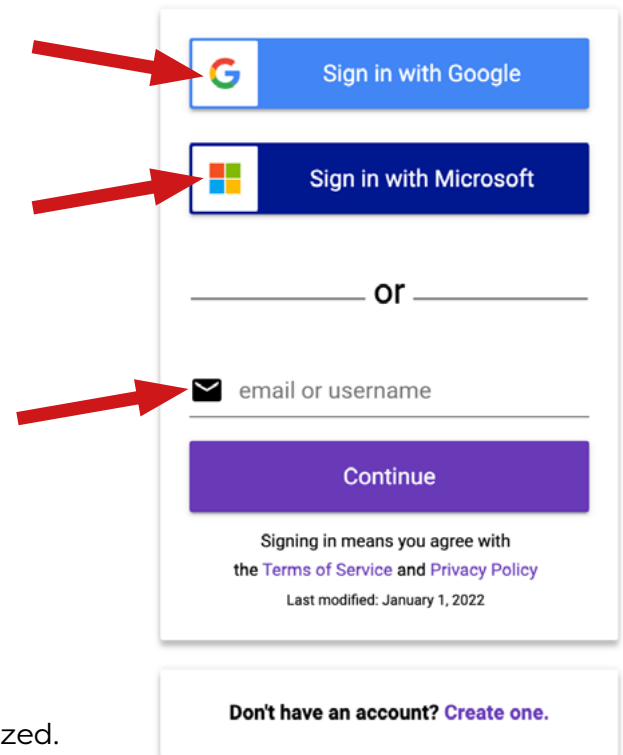 Sign in with Google
Sign in with Microsoft
or
email or username
Continue
Signing in means you agree with
the Terms of Service and Privacy Policy
Last modified: January 1, 2022
Don't have an account? Create one.
zed.